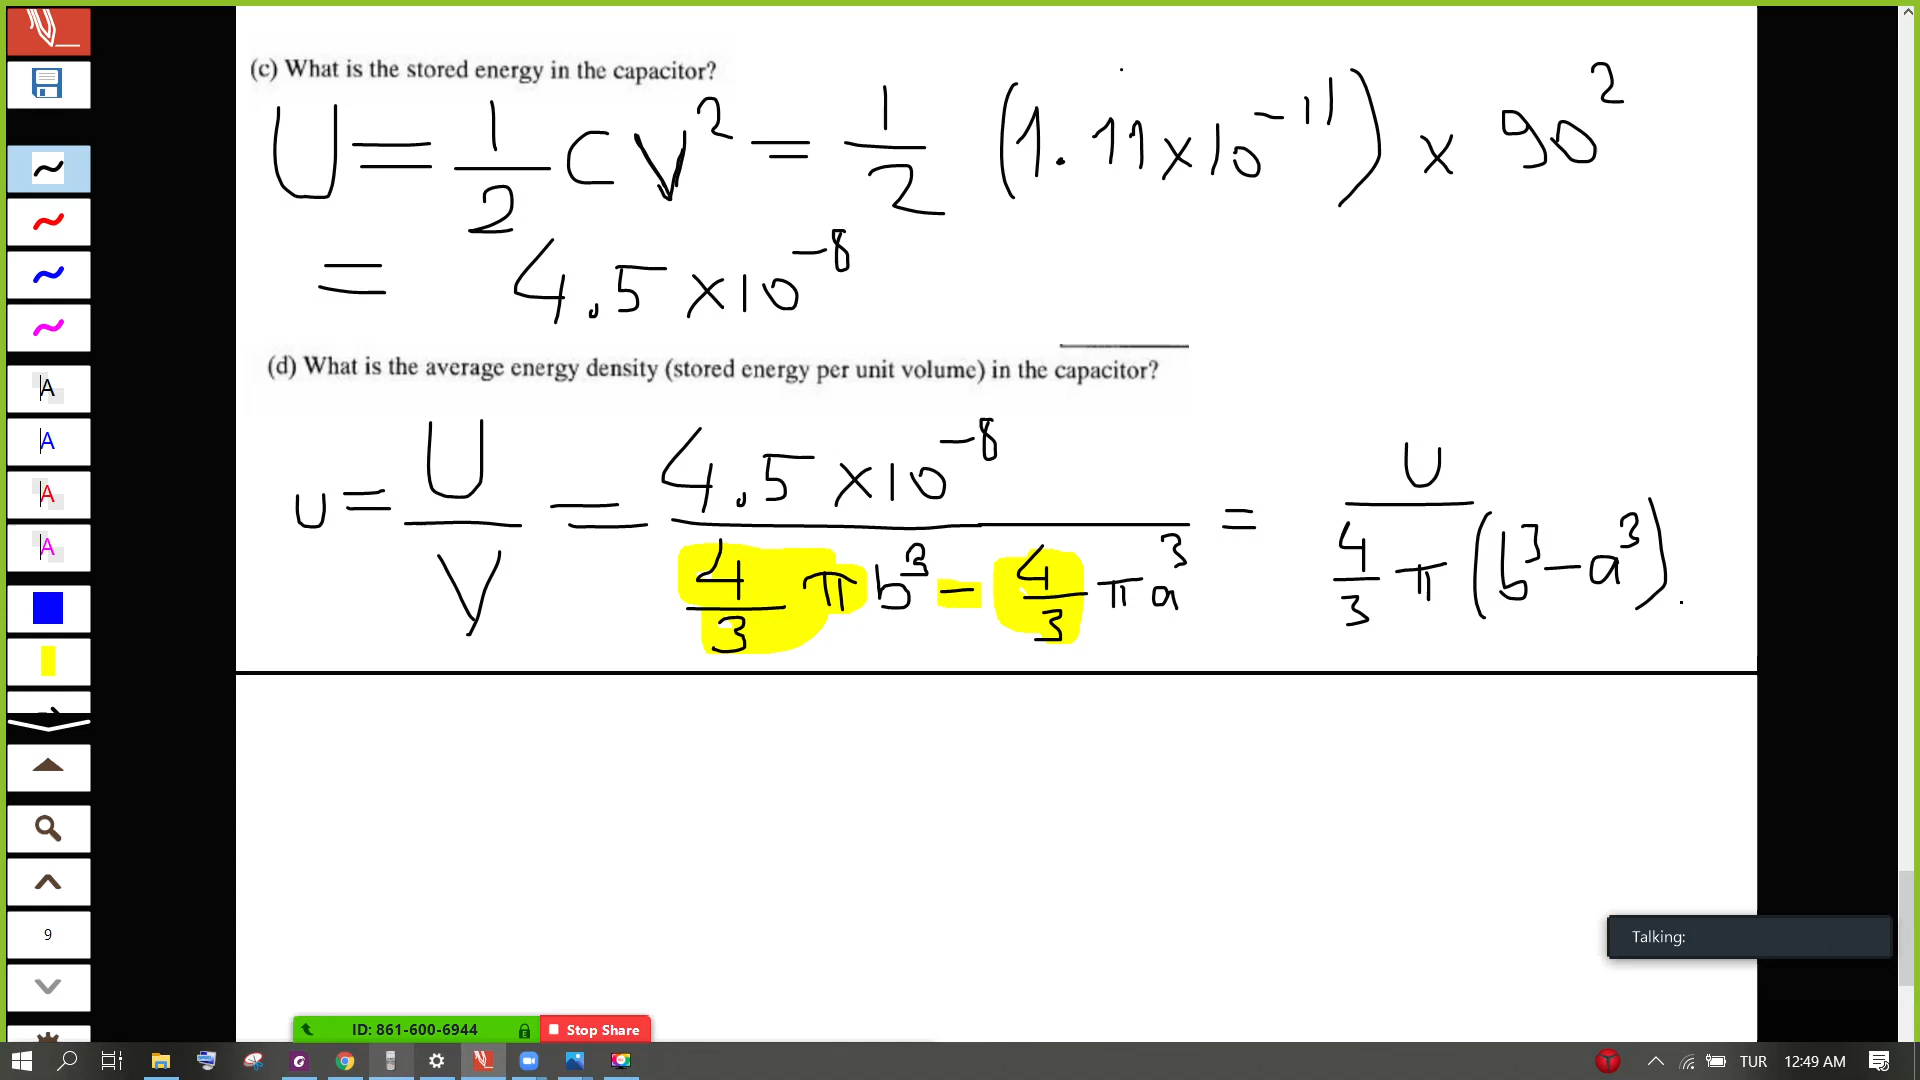 (c) What is the stored energy in the capacitor?
U = 1/2 CV² = 1/2 (1.11×10⁻¹¹) × 90²
= 4.5×10⁻⁸
(d) What is the average energy density (stored energy per unit volume) in the capacitor?
u = U/V = 4.5×10⁻⁸ / (4/3 πb³ − 4/3 πa³) = U / (4/3 π(b³−a³)).
A
A
A
A
9
Talking:
ID: 861-600-6944
Stop Share
TUR
12:49 AM